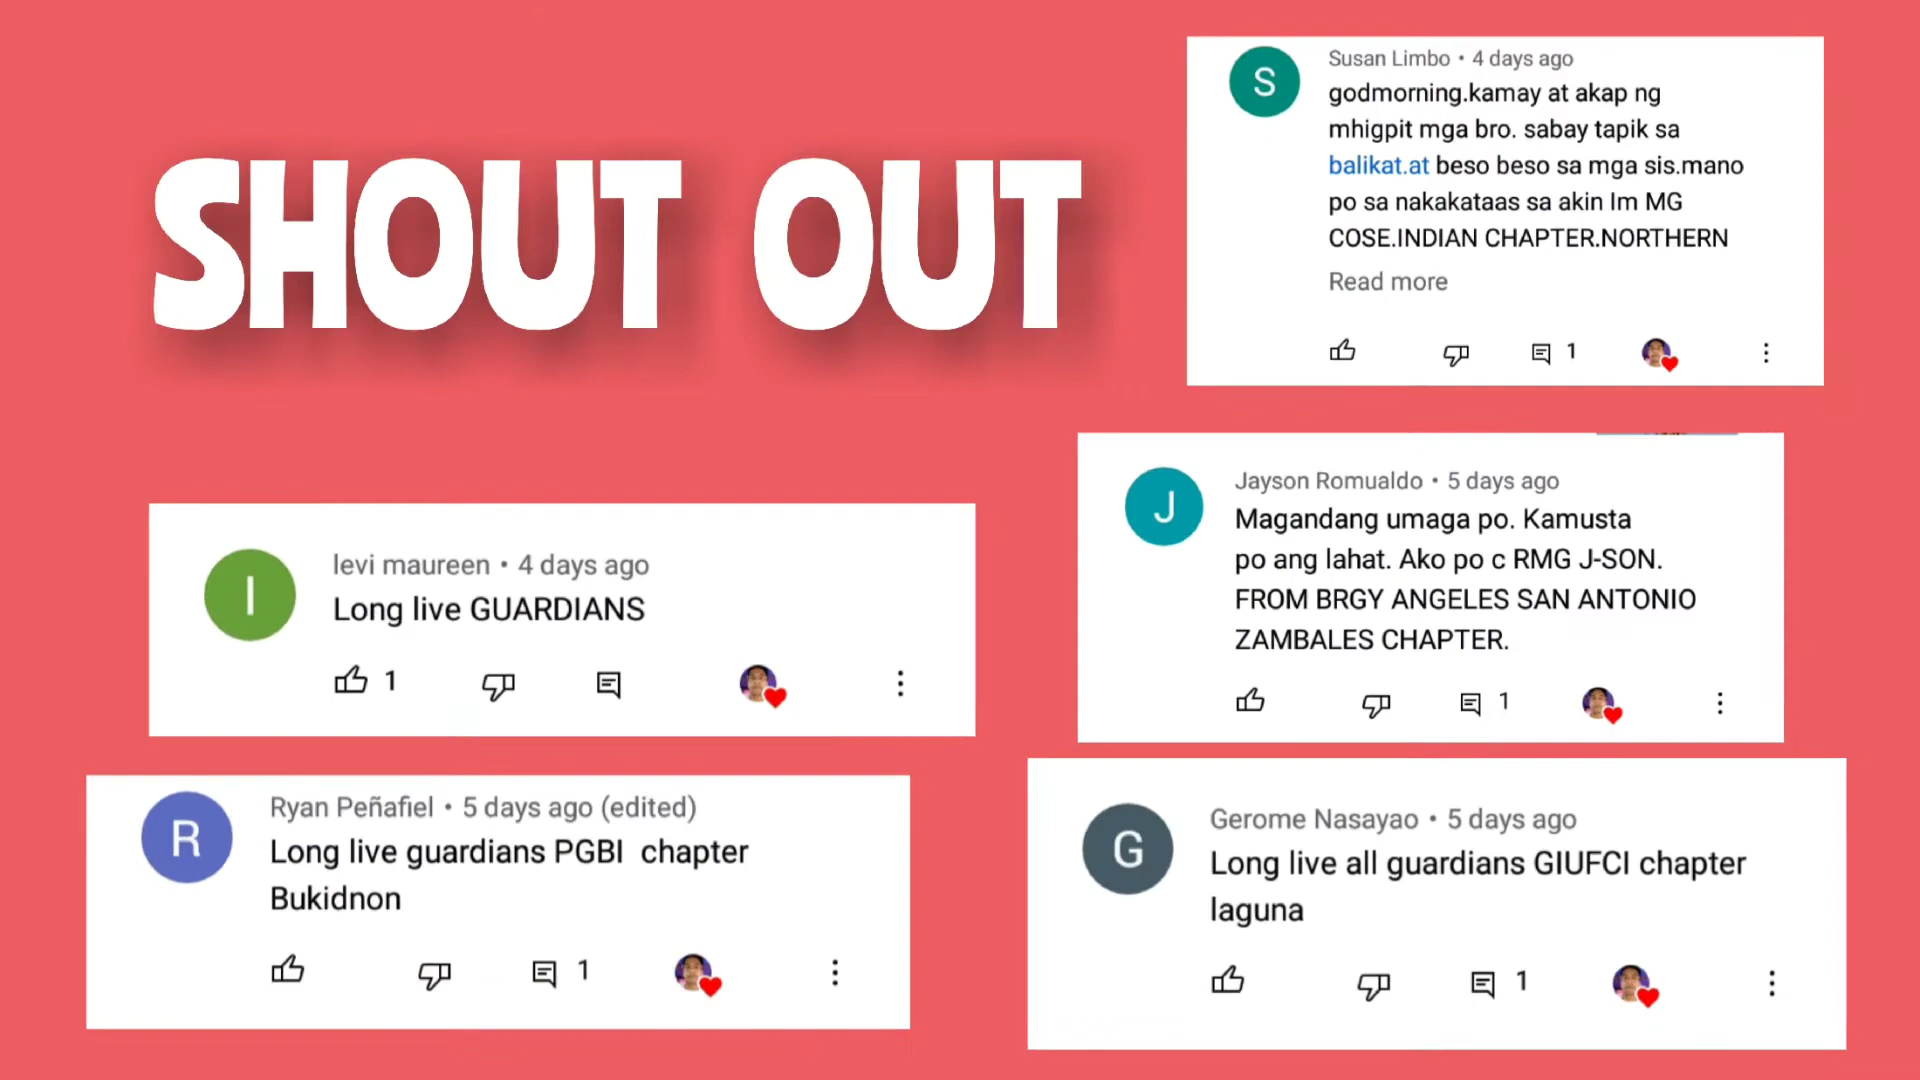 SHOUT OUT
S
Susan Limbo • 4 days ago
godmorning.kamay at akap ng
mhigpit mga bro. sabay tapik sa
balikat.at beso beso sa mga sis.mano
po sa nakakataas sa akin Im MG
COSE.INDIAN CHAPTER.NORTHERN
Read more
1
J
Jayson Romualdo • 5 days ago
Magandang umaga po. Kamusta
po ang lahat. Ako po c RMG J-SON.
FROM BRGY ANGELES SAN ANTONIO
ZAMBALES CHAPTER.
1
l
levi maureen • 4 days ago
Long live GUARDIANS
1
R
Ryan Peñafiel • 5 days ago (edited)
Long live guardians PGBI chapter
Bukidnon
1
G
Gerome Nasayao • 5 days ago
Long live all guardians GIUFCI chapter
laguna
1